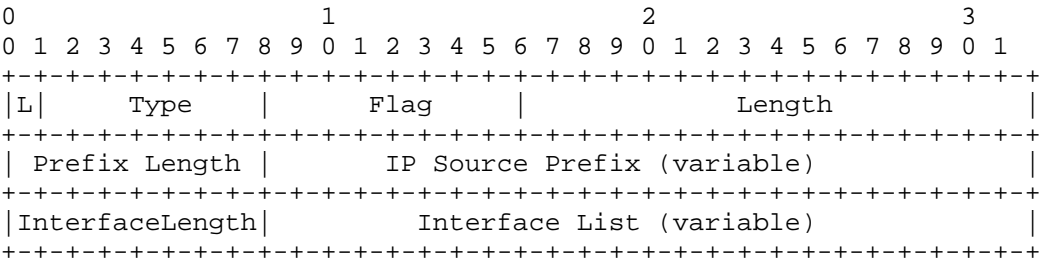 0                   1                   2                   3
0 1 2 3 4 5 6 7 8 9 0 1 2 3 4 5 6 7 8 9 0 1 2 3 4 5 6 7 8 9 0 1
+-+-+-+-+-+-+-+-+-+-+-+-+-+-+-+-+-+-+-+-+-+-+-+-+-+-+-+-+-+-+-+-+
|L|     Type      |      Flag     |             Length            |
+-+-+-+-+-+-+-+-+-+-+-+-+-+-+-+-+-+-+-+-+-+-+-+-+-+-+-+-+-+-+-+-+
| Prefix Length |       IP Source Prefix (variable)             |
+-+-+-+-+-+-+-+-+-+-+-+-+-+-+-+-+-+-+-+-+-+-+-+-+-+-+-+-+-+-+-+-+
|InterfaceLength|         Interface List (variable)             |
+-+-+-+-+-+-+-+-+-+-+-+-+-+-+-+-+-+-+-+-+-+-+-+-+-+-+-+-+-+-+-+-+